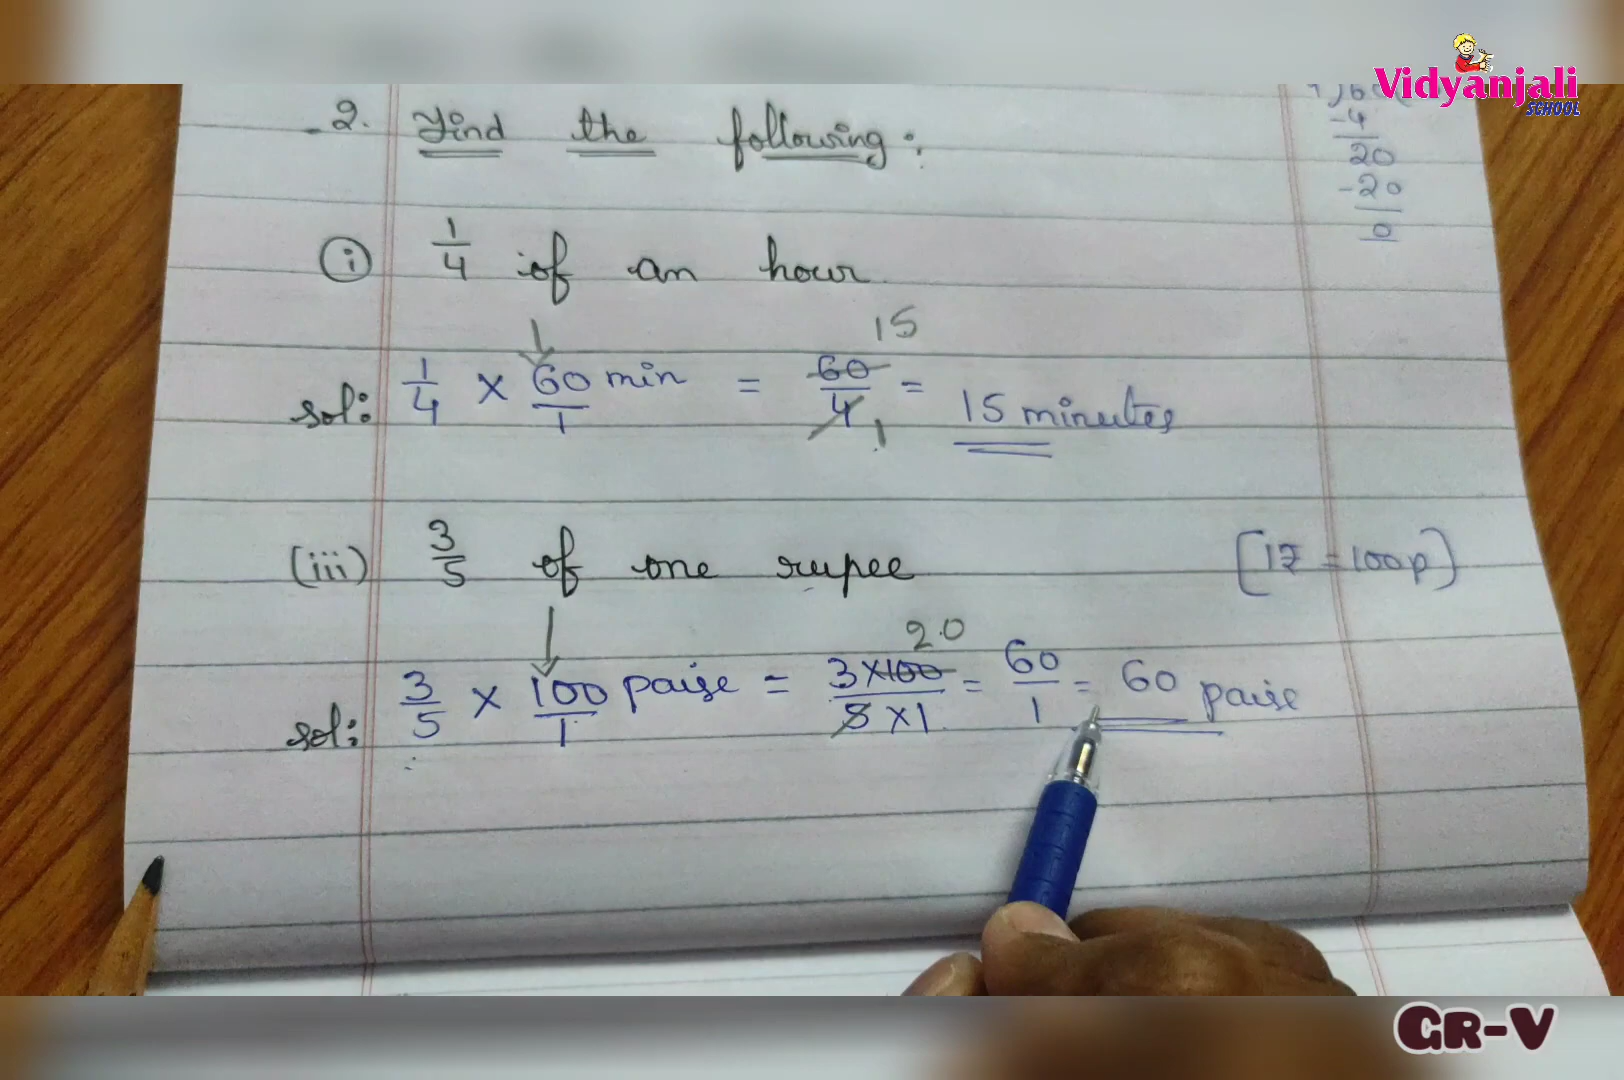 Vidyanjali
SCHOOL
2. Find the following:
-4
20
-20
0
(i) 1/4 of an hour
15
sol: 1/4 × 60/1 min = 60/4 = 15 minutes
1
(iii) 3/5 of one rupee [1₹ = 100p]
20
sol: 3/5 × 100/1 paise = 3×100/5×1 = 60/1 = 60 paise
GR-V